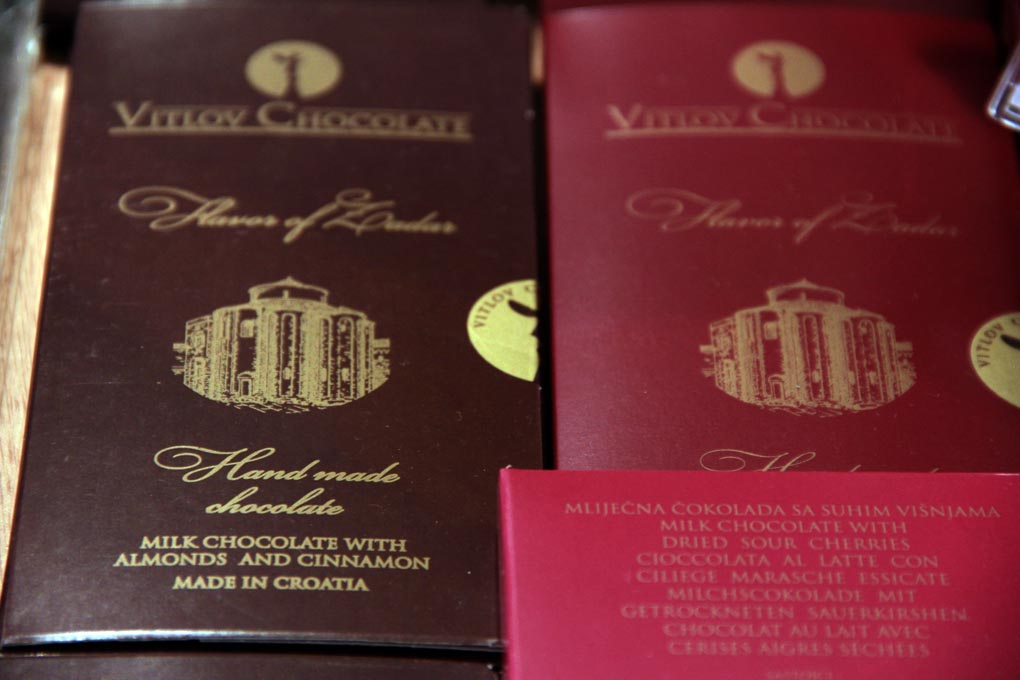 VITLOV CHOCOLATE
Flavor of Zadar
VITLOV C
Hand made
chocolate
MILK CHOCOLATE WITH
ALMONDS AND CINNAMON
MADE IN CROATIA
VITLOV CHOCOLATE
Flavor of Zadar
VITLOV
MLIJEČNA ČOKOLADA SA SUHIM VIŠNJAMA
MILK CHOCOLATE WITH
DRIED SOUR CHERRIES
CIOCCOLATA AL LATTE CON
CILIEGE MARASCHE ESSICATE
MILCHSCOKOLADE MIT
GETROCKNETEN SAUERKIRSHEN
CHOCOLAT AU LAIT AVEC
CERISES AIGRES SÉCHÉES